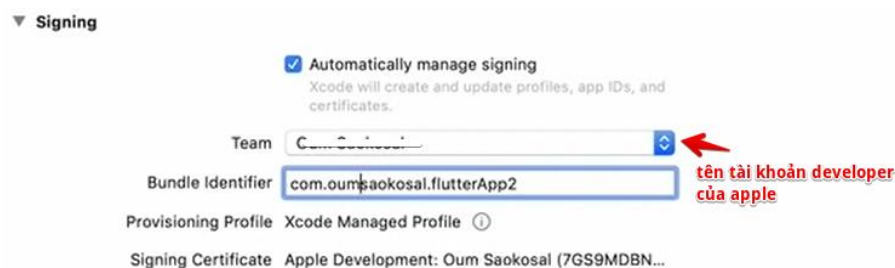 Signing
Automatically manage signing
Xcode will create and update profiles, app IDs, and
certificates.
Team
Bundle Identifier com.oumsaokosal.flutterApp2
Provisioning Profile Xcode Managed Profile
Signing Certificate Apple Development: Oum Saokosal (7GS9MDBN...
tên tài khoản developer
của apple